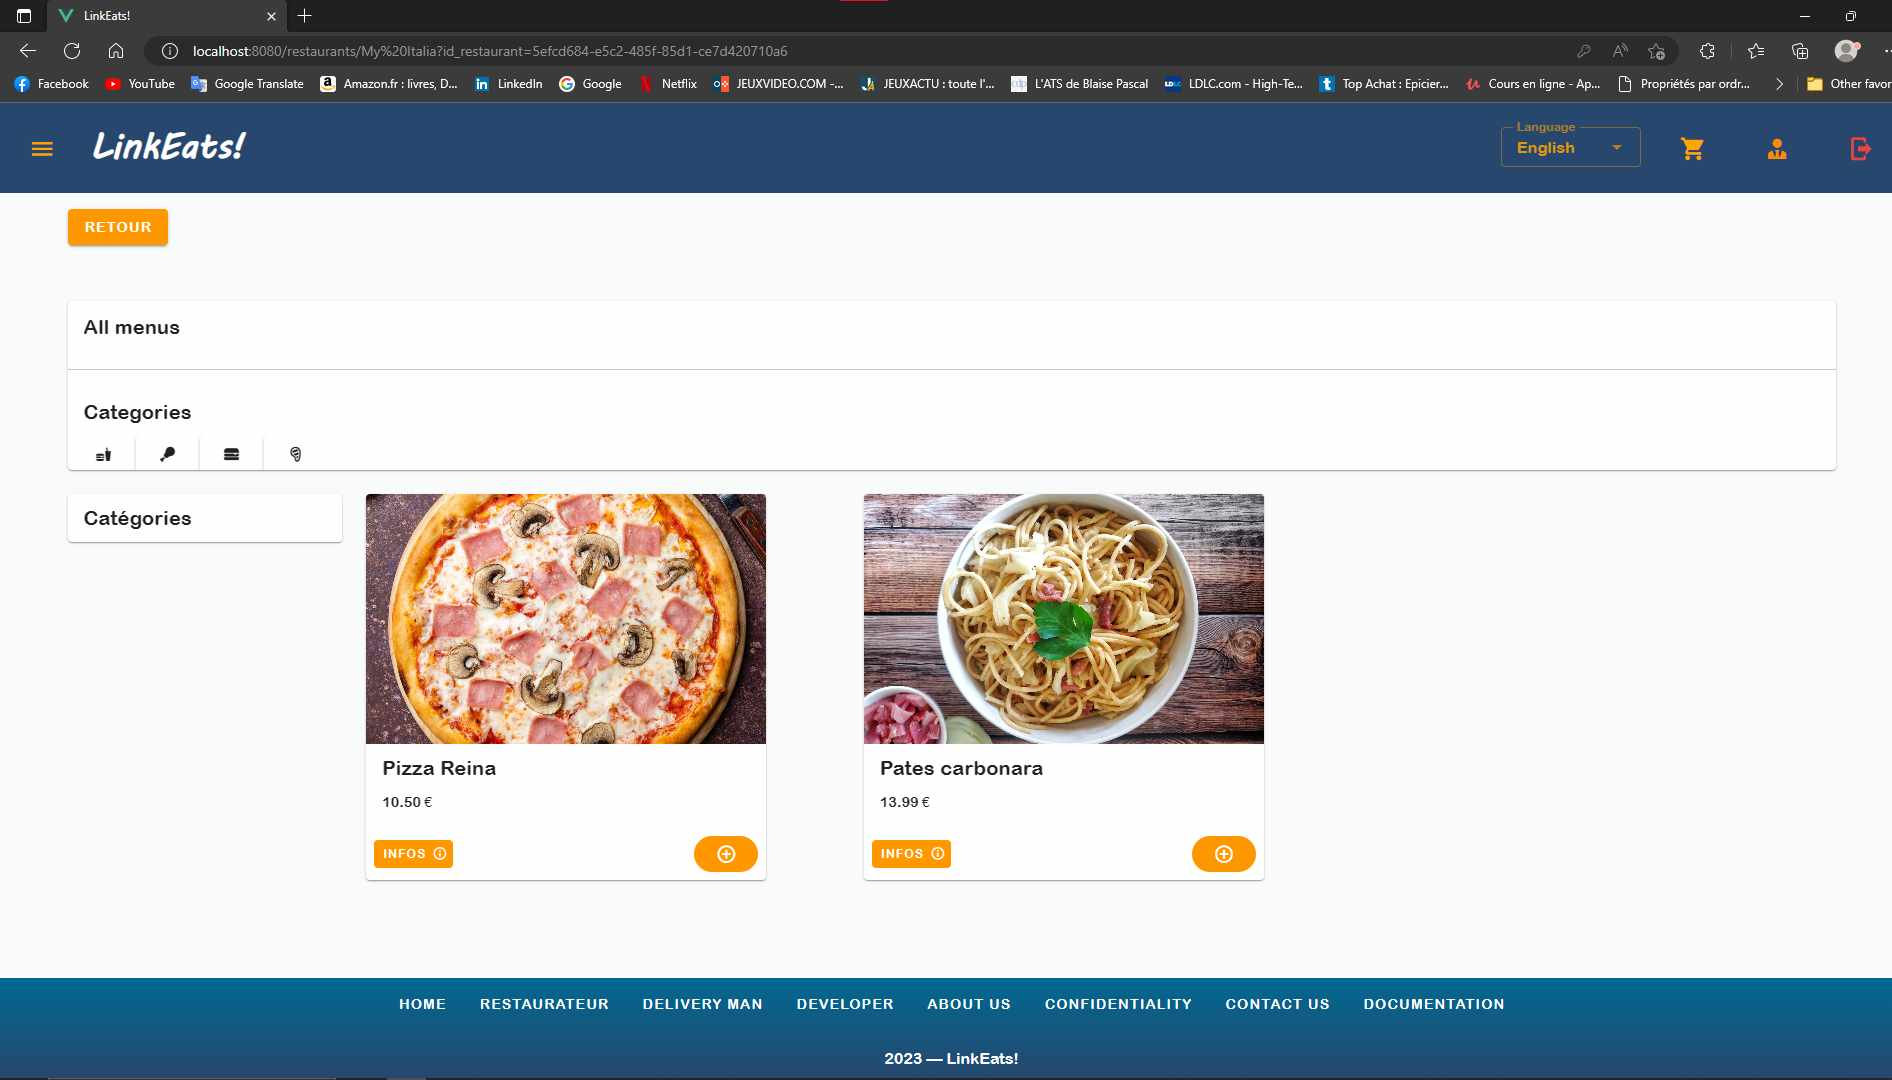 LinkEats!
localhost:8080/restaurants/My%20Italia?id_restaurant=5efcd684-e5c2-485f-85d1-ce7d420710a6
Facebook YouTube Google Translate Amazon.fr : livres, D... LinkedIn Google Netflix JEUXVIDEO.COM -... JEUXACTU : toute l'... L'ATS de Blaise Pascal LDLC.com - High-Te... Top Achat : Epicier... Cours en ligne - Ap... Propriétés par ordr... Other favor
LinkEats!
Language
English
RETOUR
All menus
Categories
Catégories
Pizza Reina
10.50 €
INFOS
Pates carbonara
13.99 €
INFOS
HOME RESTAURATEUR DELIVERY MAN DEVELOPER ABOUT US CONFIDENTIALITY CONTACT US DOCUMENTATION
2023 — LinkEats!